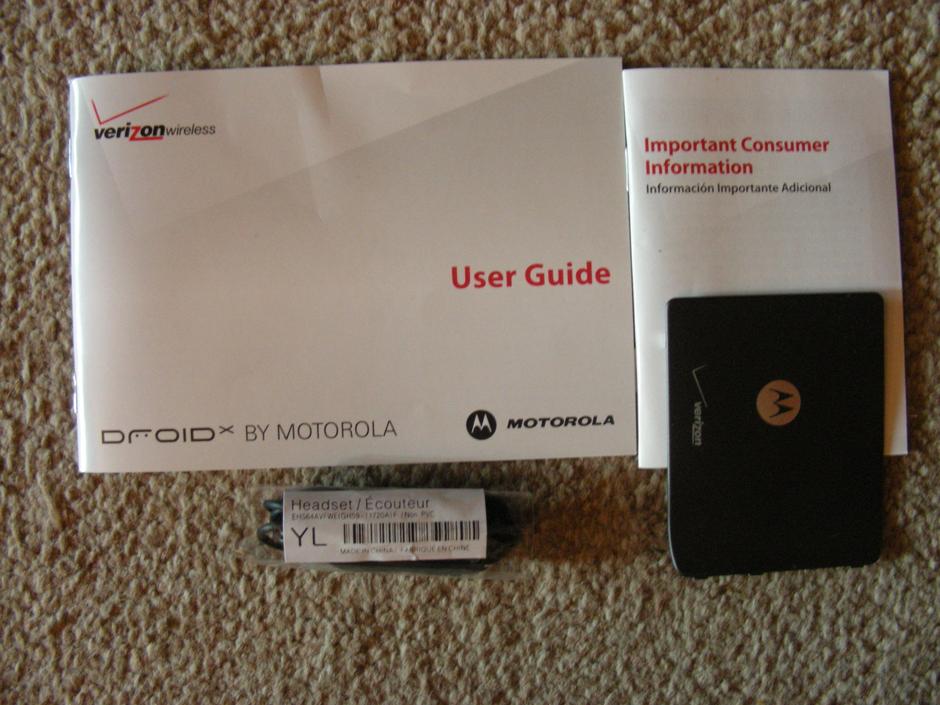 verizonwireless
User Guide
DROIDX BY MOTOROLA
MOTOROLA
Important Consumer
Information
Información Importante Adicional
verizon
Headset / Écouteur
YL
MADE IN CHINA / FABRIQUÉ EN CHINE